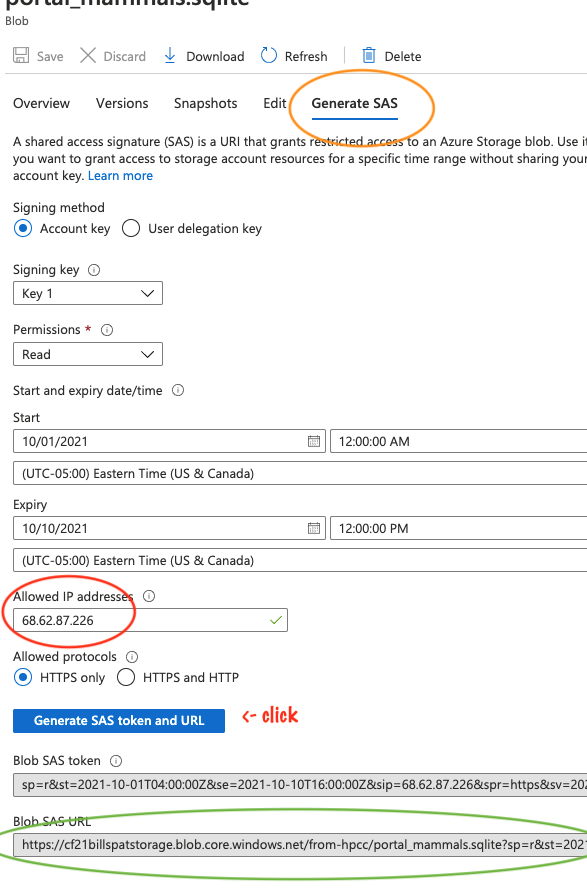 portal_mammals.sqlite
Blob
Save Discard Download Refresh Delete
Overview Versions Snapshots Edit Generate SAS
A shared access signature (SAS) is a URI that grants restricted access to an Azure Storage blob. Use it
you want to grant access to storage account resources for a specific time range without sharing your
account key. Learn more
Signing method
Account key User delegation key
Signing key
Key 1
Permissions *
Read
Start and expiry date/time
Start
10/01/2021 12:00:00 AM
(UTC-05:00) Eastern Time (US & Canada)
Expiry
10/10/2021 12:00:00 PM
(UTC-05:00) Eastern Time (US & Canada)
Allowed IP addresses
68.62.87.226
Allowed protocols
HTTPS only HTTPS and HTTP
Generate SAS token and URL <- click
Blob SAS token
sp=r&st=2021-10-01T04:00:00Z&se=2021-10-10T16:00:00Z&sip=68.62.87.226&spr=https&sv=202
Blob SAS URL
https://cf21billspatstorage.blob.core.windows.net/from-hpcc/portal_mammals.sqlite?sp=r&st=2021